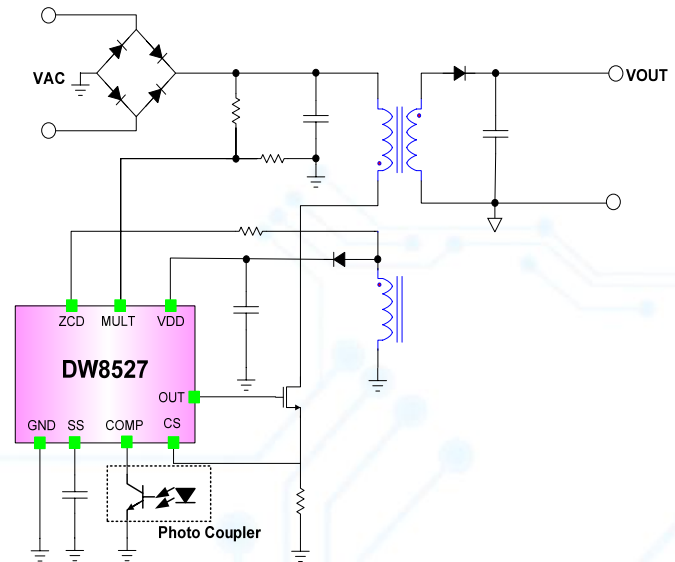 VAC
VOUT
ZCD MULT VDD
DW8527
OUT
GND SS COMP CS
Photo Coupler